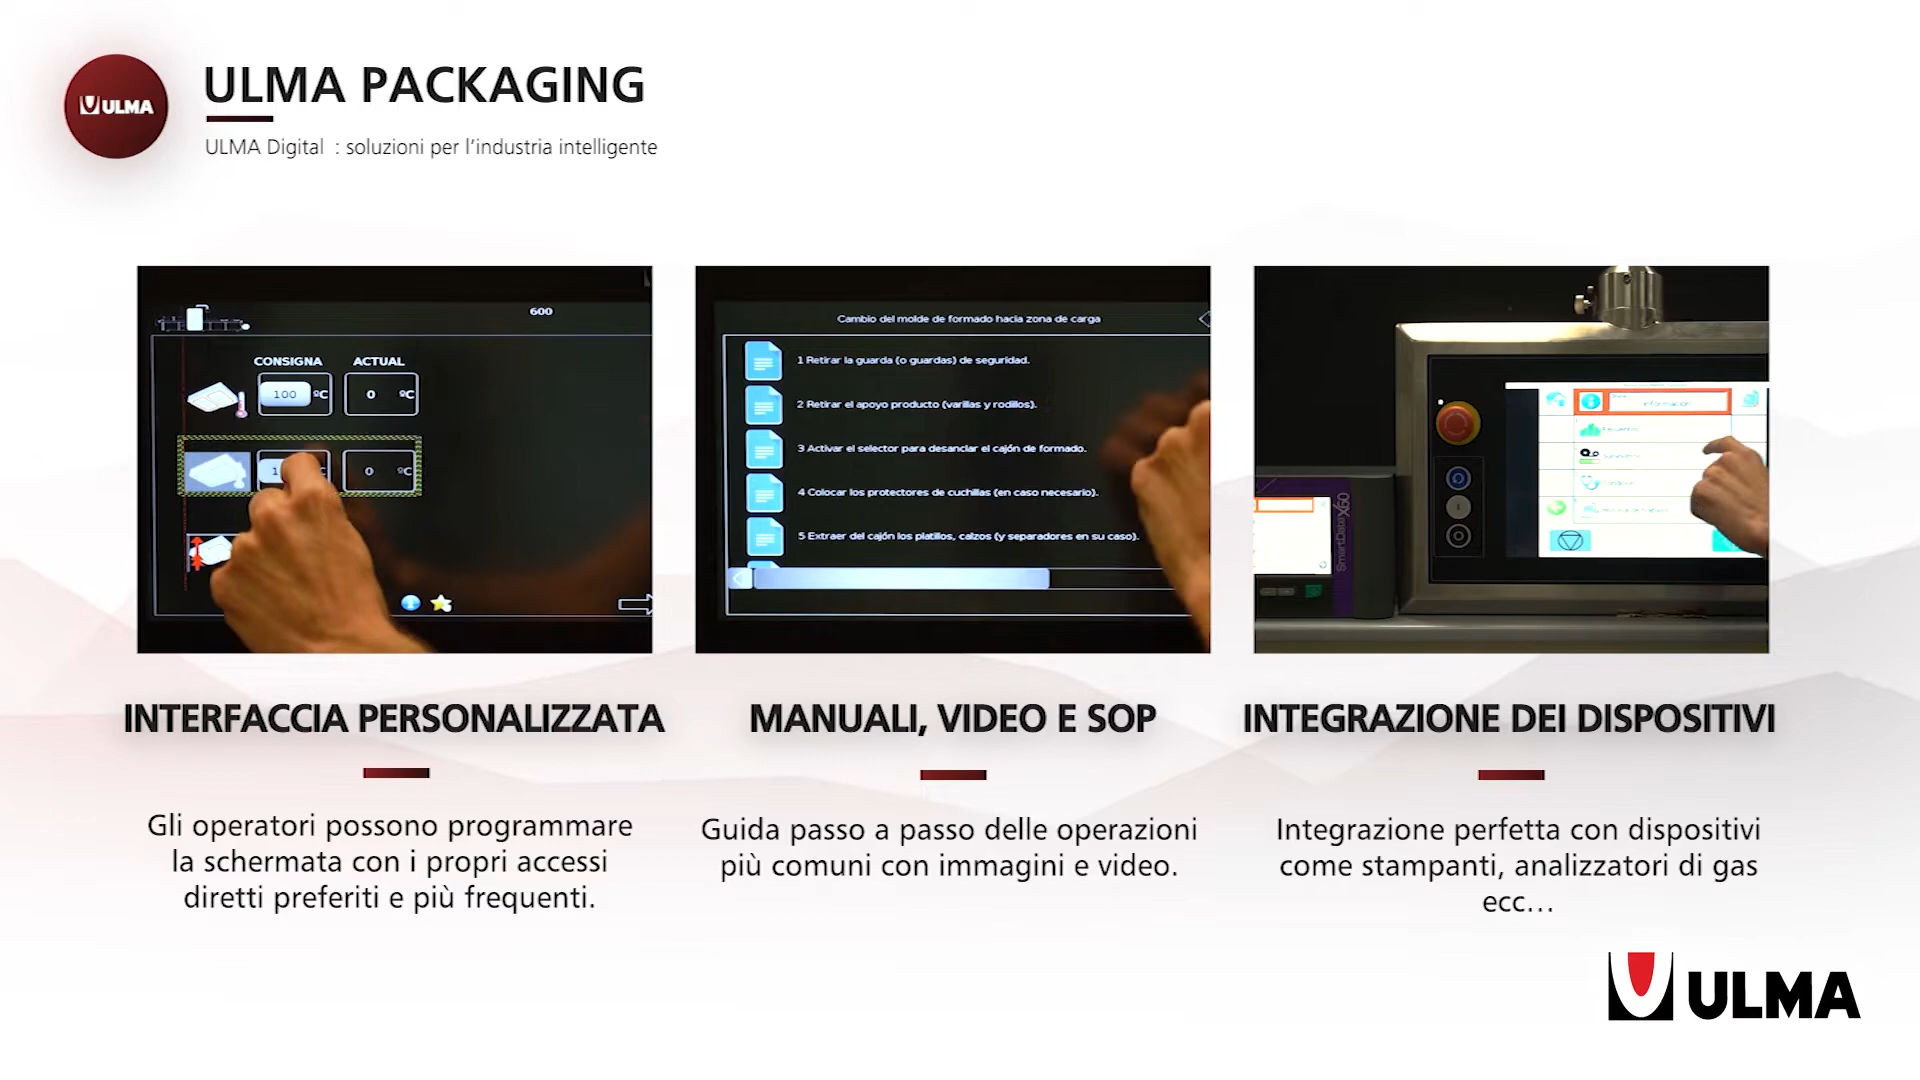 ULMA
ULMA PACKAGING
ULMA Digital : soluzioni per l'industria intelligente
600
CONSIGNA ACTUAL
100 ºC 0 ºC
0 ºC
Cambio del molde de formado hacia zona de carga
1 Retirar la guarda (o guardas) de seguridad.
2 Retirar el apoyo producto (varillas y rodillos).
3 Activar el selector para desanclar el cajón de formado.
4 Colocar los protectores de cuchillas (en caso necesario).
5 Extraer del cajón los platillos, calzos (y separadores en su caso).
Información
SmartDate X60
INTERFACCIA PERSONALIZZATA
Gli operatori possono programmare
la schermata con i propri accessi
diretti preferiti e più frequenti.
MANUALI, VIDEO E SOP
Guida passo a passo delle operazioni
più comuni con immagini e video.
INTEGRAZIONE DEI DISPOSITIVI
Integrazione perfetta con dispositivi
come stampanti, analizzatori di gas
ecc...
ULMA